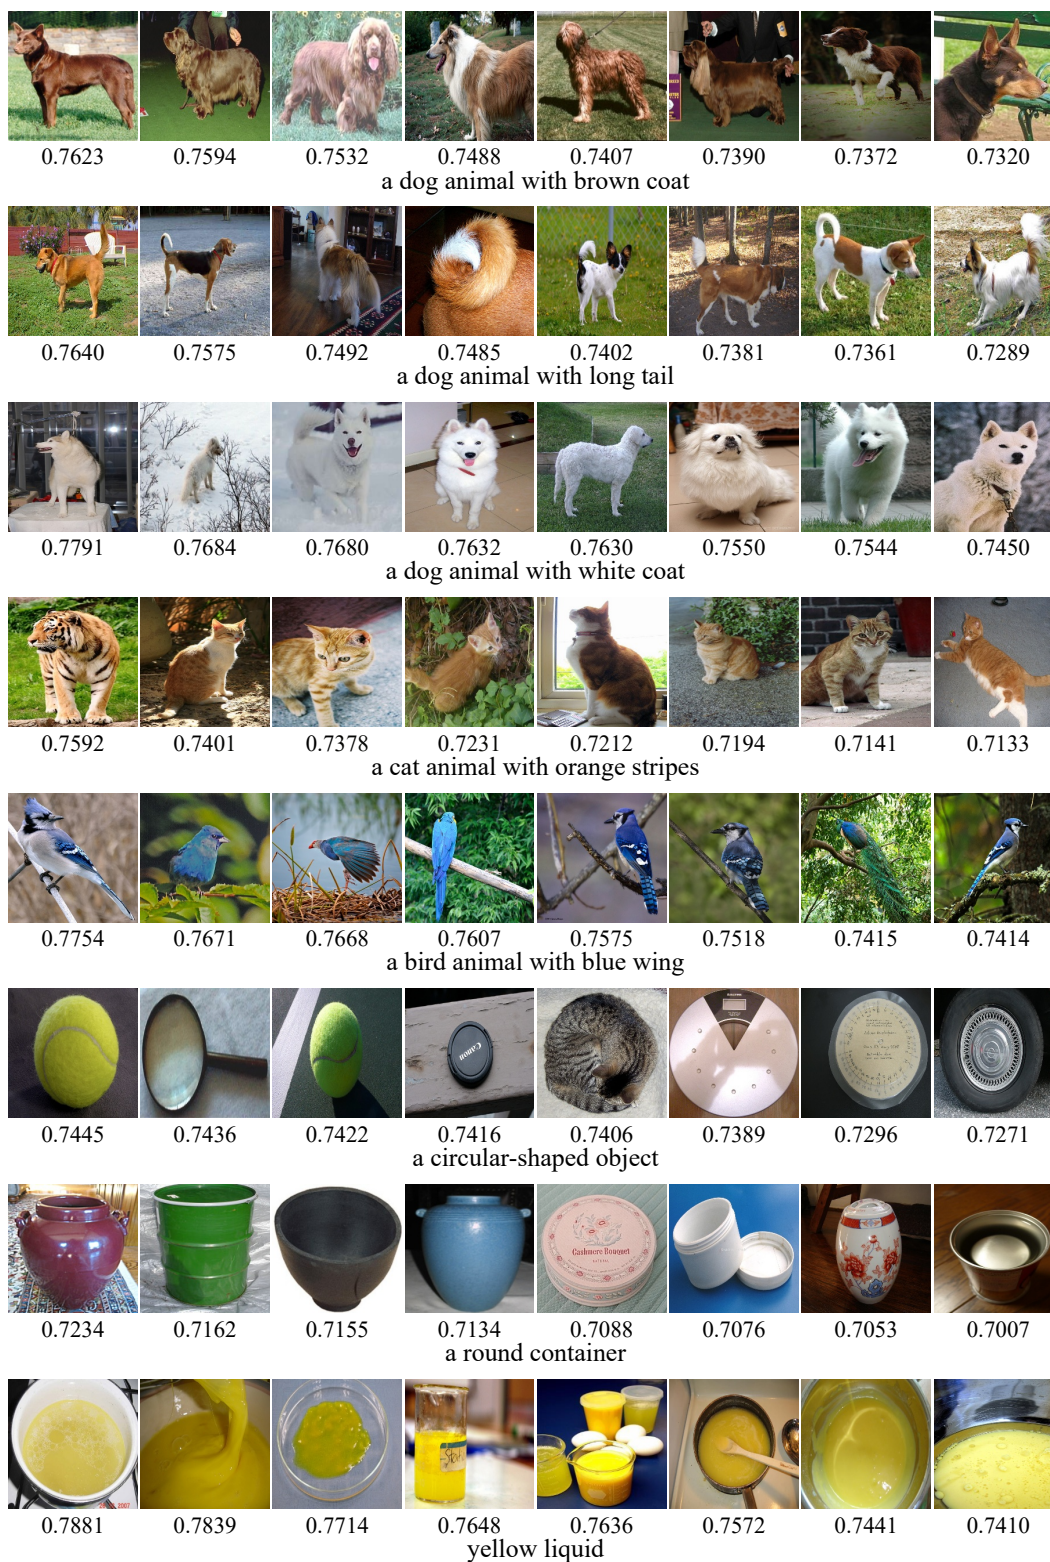 0.7623 0.7594 0.7532 0.7488 0.7407 0.7390 0.7372 0.7320
a dog animal with brown coat
0.7640 0.7575 0.7492 0.7485 0.7402 0.7381 0.7361 0.7289
a dog animal with long tail
0.7791 0.7684 0.7680 0.7632 0.7630 0.7550 0.7544 0.7450
a dog animal with white coat
0.7592 0.7401 0.7378 0.7231 0.7212 0.7194 0.7141 0.7133
a cat animal with orange stripes
0.7754 0.7671 0.7668 0.7607 0.7575 0.7518 0.7415 0.7414
a bird animal with blue wing
Canon
0.7445 0.7436 0.7422 0.7416 0.7406 0.7389 0.7296 0.7271
a circular-shaped object
Cashmere Bouquet
0.7234 0.7162 0.7155 0.7134 0.7088 0.7076 0.7053 0.7007
a round container
2007
0.7881 0.7839 0.7714 0.7648 0.7636 0.7572 0.7441 0.7410
yellow liquid